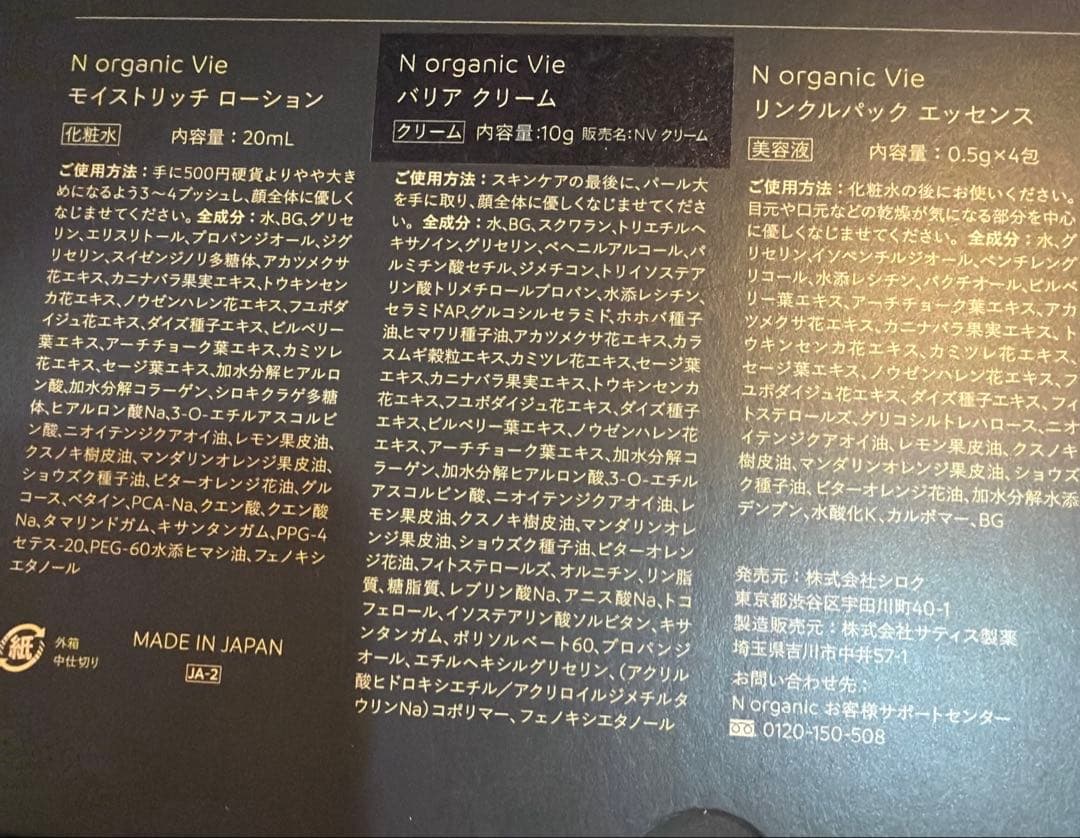 N organic Vie
モイストリッチ ローション
化粧水 内容量：20mL
ご使用方法：手に500円硬貨よりやや大き
めになるよう3〜4プッシュし、顔全体に優しく
なじませてください。全成分：水、BG、グリセ
リン、エリスリトール、プロパンジオール、ジグ
リセリン、スイゼンジノリ多糖体、アカツメクサ
花エキス、カニナバラ果実エキス、トウキンセン
カ花エキス、ノウゼンハレン花エキス、フユボダ
イジュ花エキス、ダイズ種子エキス、ビルベリー
葉エキス、アーチチョーク葉エキス、カミツレ
花エキス、セージ葉エキス、加水分解ヒアルロ
ン酸、加水分解コラーゲン、シロキクラゲ多糖
体、ヒアルロン酸Na、3-O-エチルアスコルビ
ン酸、ニオイテンジクアオイ油、レモン果皮油、
クスノキ樹皮油、マンダリンオレンジ果皮油、
ショウズク種子油、ビターオレンジ花油、グル
コース、ベタイン、PCA-Na、クエン酸、クエン酸
Na、タマリンドガム、キサンタンガム、PPG-4
セテス-20、PEG-60水添ヒマシ油、フェノキシ
エタノール
紙
外箱
中仕切り
MADE IN JAPAN
JA-2
N organic Vie
バリア クリーム
クリーム 内容量：10g 販売名：NV クリーム
ご使用方法：スキンケアの最後に、パール大
を手に取り、顔全体に優しくなじませてくださ
い。全成分：水、BG、スクワラン、トリエチルヘ
キサノイン、グリセリン、ベヘニルアルコール、パ
ルミチン酸セチル、ジメチコン、トリイソステア
リン酸トリメチロールプロパン、水添レシチン、
セラミドAP、グルコシルセラミド、ホホバ種子
油、ヒマワリ種子油、アカツメクサ花エキス、カラ
スムギ穀粒エキス、カミツレ花エキス、セージ葉
エキス、カニナバラ果実エキス、トウキンセンカ
花エキス、フユボダイジュ花エキス、ダイズ種子
エキス、ビルベリー葉エキス、ノウゼンハレン花
エキス、アーチチョーク葉エキス、加水分解コ
ラーゲン、加水分解ヒアルロン酸、3-O-エチル
アスコルビン酸、ニオイテンジクアオイ油、レ
モン果皮油、クスノキ樹皮油、マンダリンオレ
ンジ果皮油、ショウズク種子油、ビターオレン
ジ花油、フィトステロールズ、オルニチン、リン脂
質、糖脂質、レブリン酸Na、アニス酸Na、トコ
フェロール、イソステアリン酸ソルビタン、キサ
ンタンガム、ポリソルベート60、プロパンジ
オール、エチルヘキシルグリセリン、（アクリル
酸ヒドロキシエチル／アクリロイルジメチルタ
ウリンNa）コポリマー、フェノキシエタノール
N organic Vie
リンクルパック エッセンス
美容液 内容量：0.5g×4包
ご使用方法：化粧水の後にお使いください。
目元や口元などの乾燥が気になる部分を中心
に優しくなじませてください。全成分：水、グ
リセリン、イソペンチルジオール、ペンチレング
リコール、水添レシチン、バクチオール、ビルベ
リー葉エキス、アーチチョーク葉エキス、アカ
ツメクサ花エキス、カニナバラ果実エキス、ト
ウキンセンカ花エキス、カミツレ花エキス、
セージ葉エキス、ノウゼンハレン花エキス、フ
ユボダイジュ花エキス、ダイズ種子エキス、フィ
トステロールズ、グリコシルトレハロース、ニオ
イテンジクアオイ油、レモン果皮油、クスノキ
樹皮油、マンダリンオレンジ果皮油、ショウズ
ク種子油、ビターオレンジ花油、加水分解水添
デンプン、水酸化K、カルボマー、BG
発売元：株式会社シロク
東京都渋谷区宇田川町40-1
製造販売元：株式会社サティス製薬
埼玉県吉川市中井57-1
お問い合わせ先：
N organic お客様サポートセンター
0120-150-508